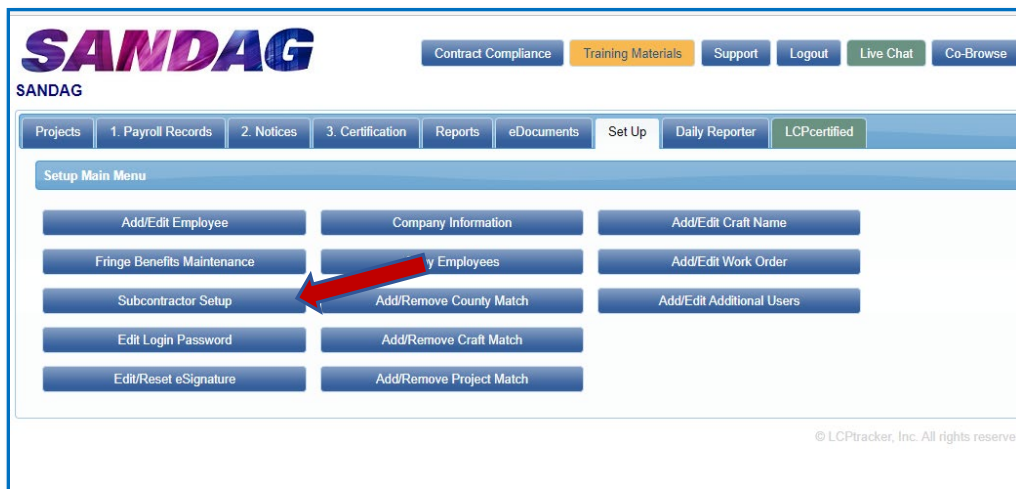 SANDAG
Contract Compliance Training Materials Support Logout Live Chat Co-Browse
SANDAG
Projects 1. Payroll Records 2. Notices 3. Certification Reports eDocuments Set Up Daily Reporter LCPcertified
Setup Main Menu
Add/Edit Employee Company Information Add/Edit Craft Name
Fringe Benefits Maintenance Employees Add/Edit Work Order
Subcontractor Setup Add/Remove County Match Add/Edit Additional Users
Edit Login Password Add/Remove Craft Match
Edit/Reset eSignature Add/Remove Project Match
© LCPtracker, Inc. All rights reserve